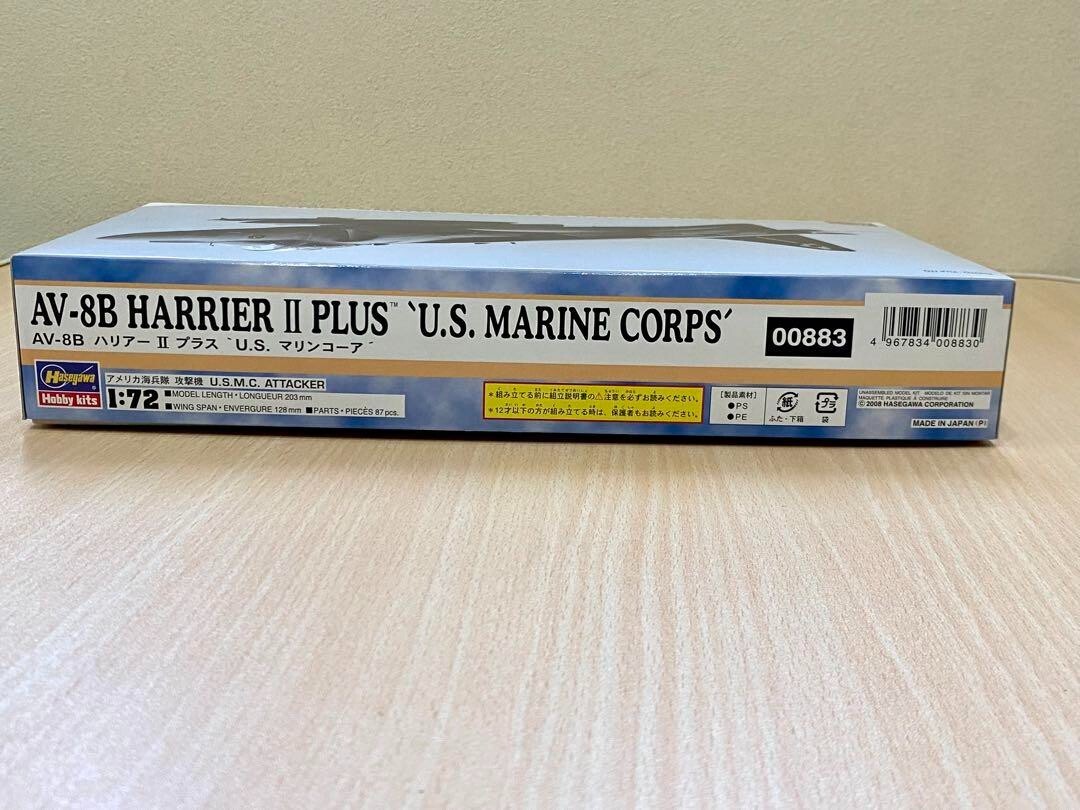 AV-8B HARRIER II PLUS™ `U.S. MARINE CORPS´
AV-8B ハリアー II プラス `U.S. マリンコーア´
00883
4 967834 008830
Hasegawa
Hobby kits
アメリカ海兵隊 攻撃機 U.S.M.C. ATTACKER
1:72
■MODEL LENGTH・LONGUEUR 203 mm
■WING SPAN・ENVERGURE 128 mm ■PARTS・PIECES 87 pcs.
＊組み立てる前に組立説明書の⚠注意を必ずお読みください。
＊12才以下の方が組み立てる時は、保護者もお読みください。
[製品素材]
●PS
●PE
紙
ふた・下箱
プラ
袋
UNASSEMBLED MODEL KIT
MAQUETTE PLASTIQUE À CONSTRUIRE
© 2008 HASEGAWA CORPORATION
MADE IN JAPAN (P)